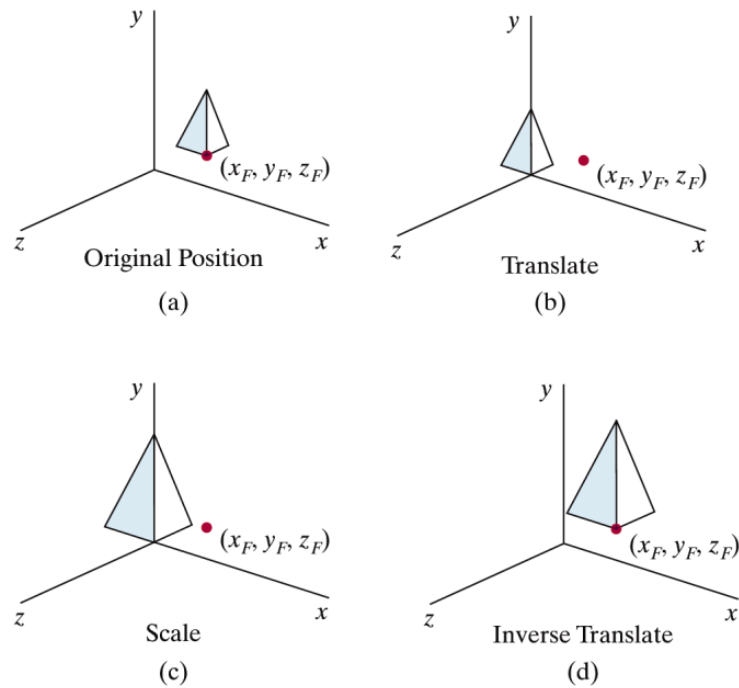 y
(x_F, y_F, z_F)
z
x
Original Position
(a)
y
(x_F, y_F, z_F)
z
x
Translate
(b)
y
(x_F, y_F, z_F)
z
x
Scale
(c)
y
(x_F, y_F, z_F)
z
x
Inverse Translate
(d)